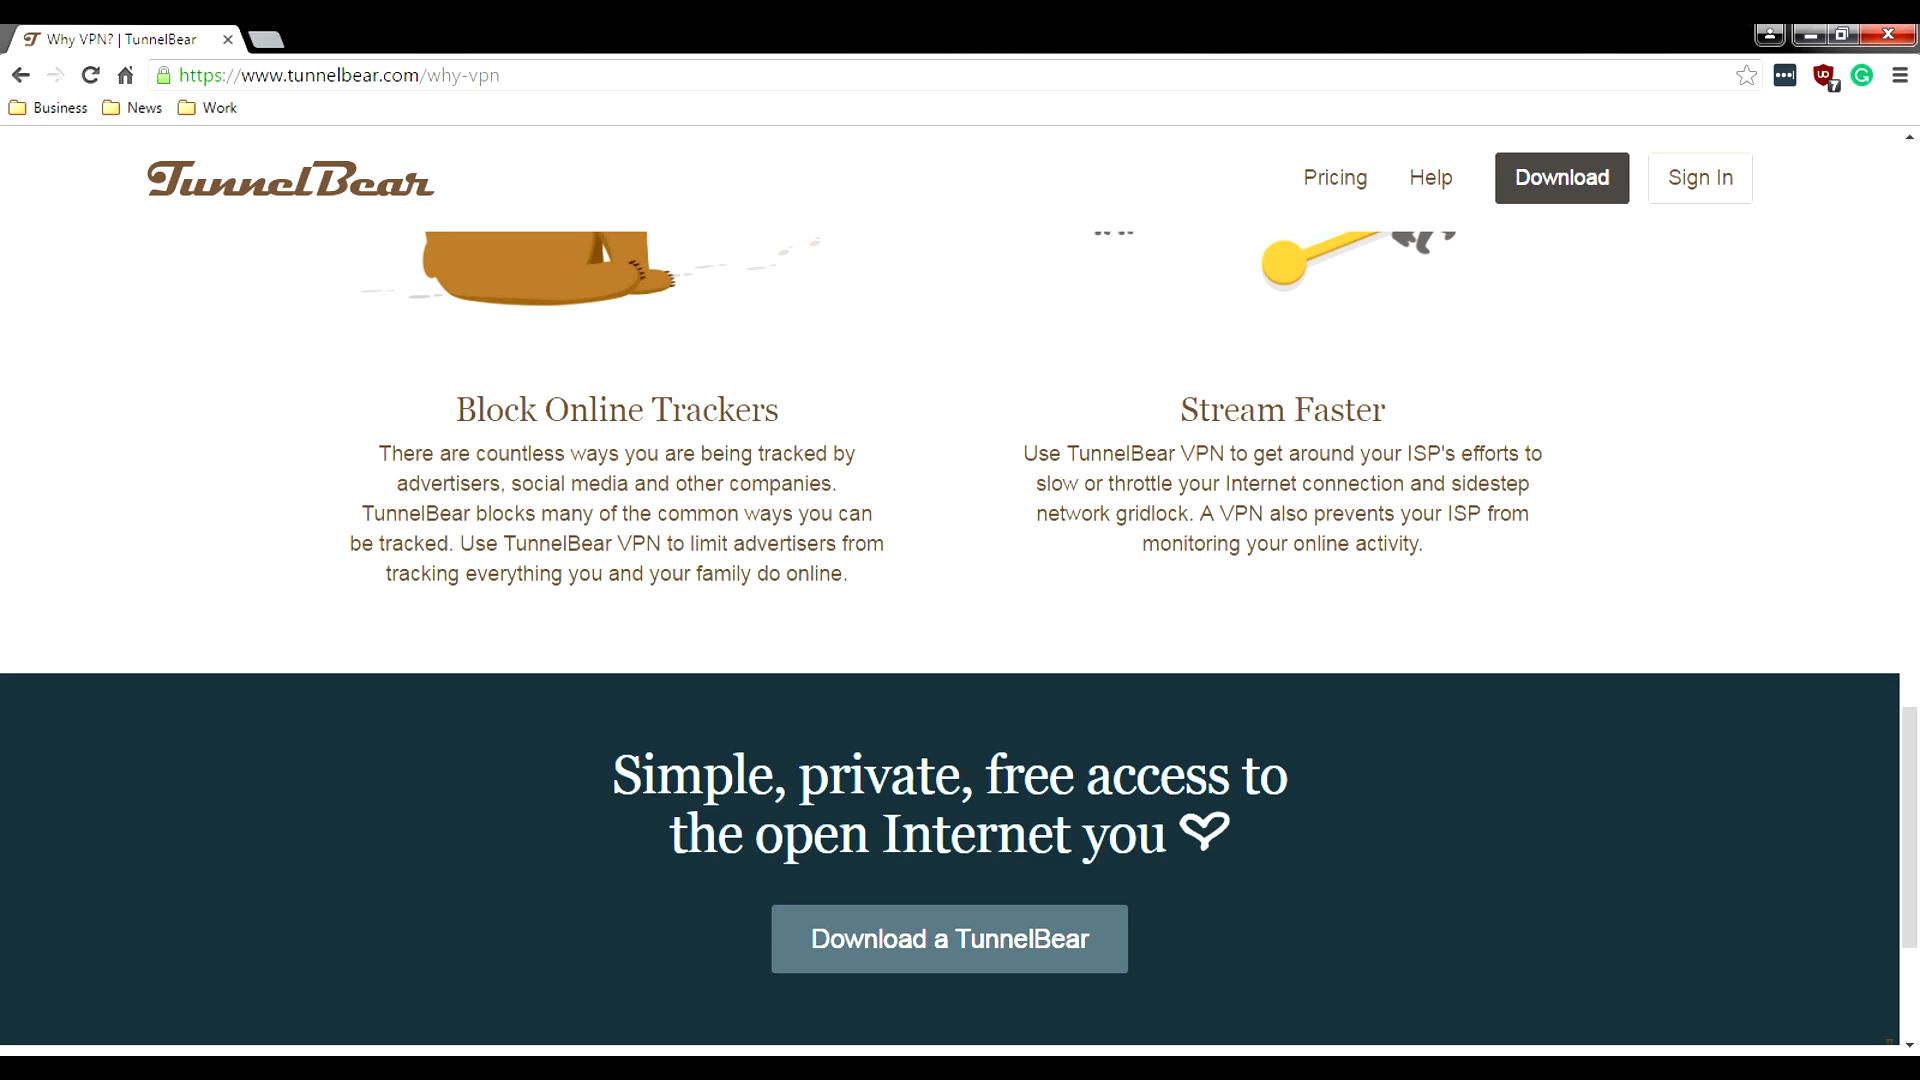 Why VPN? | TunnelBear
https://www.tunnelbear.com/why-vpn
Business News Work
TunnelBear
Pricing Help Download Sign In
Block Online Trackers
There are countless ways you are being tracked by
advertisers, social media and other companies.
TunnelBear blocks many of the common ways you can
be tracked. Use TunnelBear VPN to limit advertisers from
tracking everything you and your family do online.
Stream Faster
Use TunnelBear VPN to get around your ISP's efforts to
slow or throttle your Internet connection and sidestep
network gridlock. A VPN also prevents your ISP from
monitoring your online activity.
Simple, private, free access to
the open Internet you
Download a TunnelBear